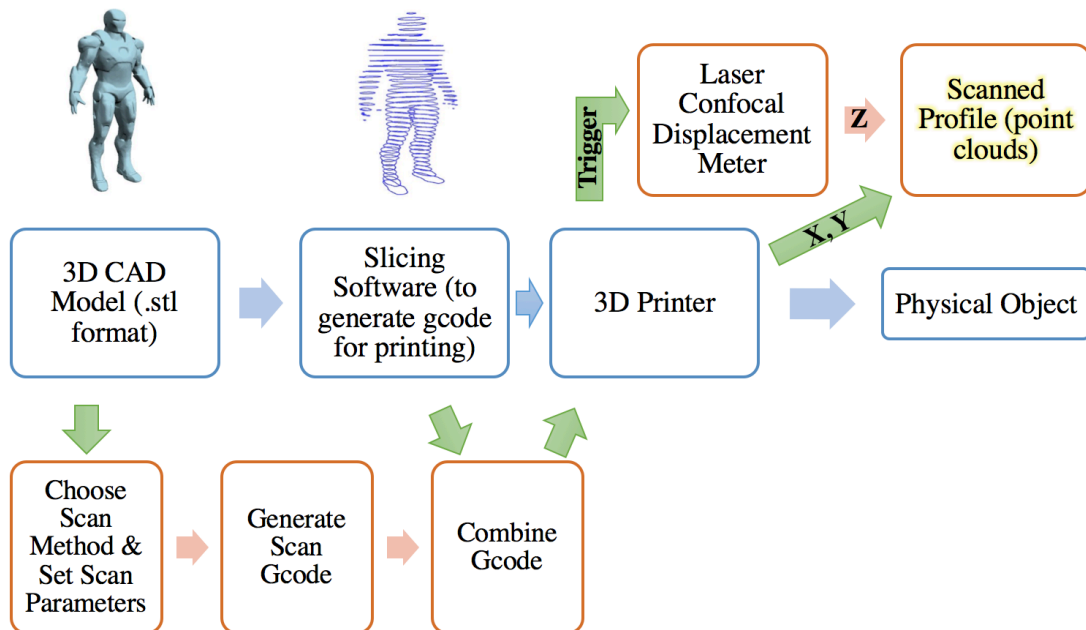 Laser
Confocal
Displacement
Meter
Trigger
Z
Scanned
Profile (point
clouds)
X, Y
3D CAD
Model (.stl
format)
Slicing
Software (to
generate gcode
for printing)
3D Printer
Physical Object
Choose
Scan
Method &
Set Scan
Parameters
Generate
Scan
Gcode
Combine
Gcode